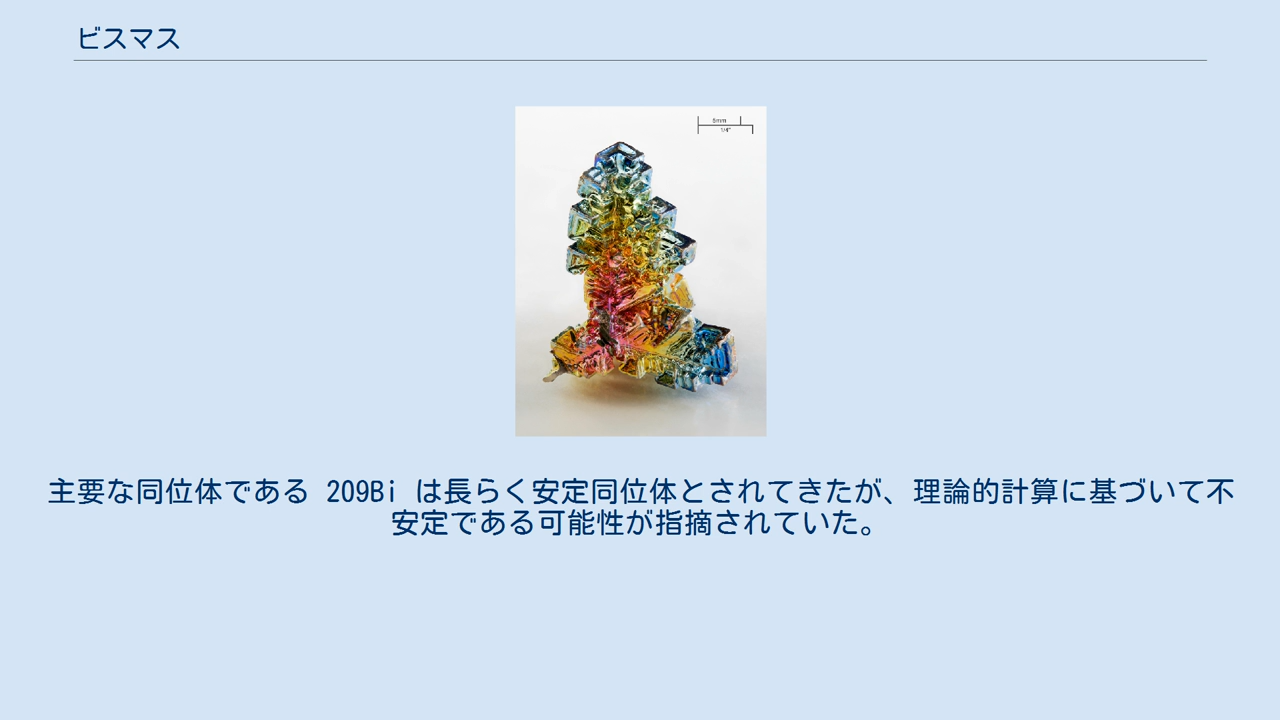 ビスマス
5mm
1/4"
主要な同位体である 209Bi は長らく安定同位体とされてきたが、理論的計算に基づいて不
安定である可能性が指摘されていた。